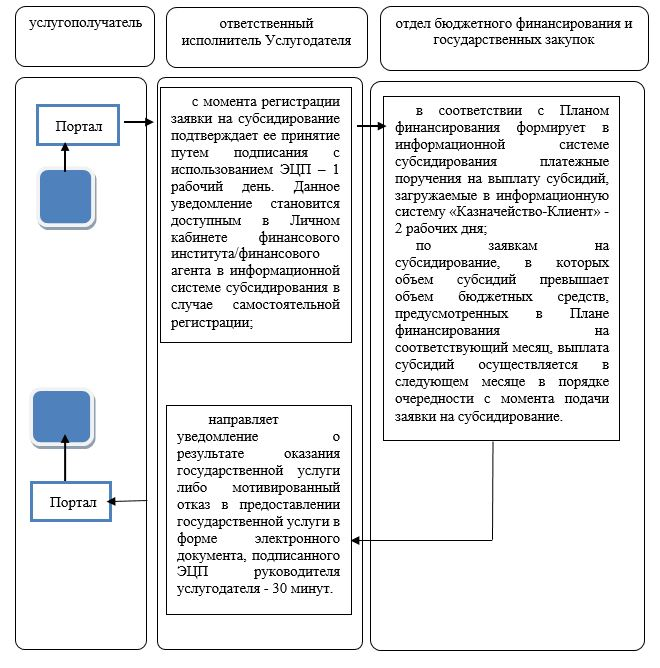 услугополучатель
ответственный
исполнитель Услугодателя
отдел бюджетного финансирования и
государственных закупок
Портал
с момента регистрации
заявки на субсидирование
подтверждает ее принятие
путем подписания с
использованием ЭЦП – 1
рабочий день. Данное
уведомление становится
доступным в Личном
кабинете финансового
института/финансового
агента в информационной
системе субсидирования в
случае самостоятельной
регистрации;
в соответствии с Планом
финансирования формирует в
информационной системе
субсидирования платежные
поручения на выплату субсидий,
загружаемые в информационную
систему «Казначейство-Клиент» -
2 рабочих дня;
по заявкам на
субсидирование, в которых
объем субсидий превышает
объем бюджетных средств,
предусмотренных в Плане
финансирования на
соответствующий месяц, выплата
субсидий осуществляется в
следующем месяце в порядке
очередности с момента подачи
заявки на субсидирование.
направляет
уведомление о
результате оказания
государственной услуги
либо мотивированный
отказ в предоставлении
государственной услуги в
форме электронного
документа, подписанного
ЭЦП руководителя
услугодателя - 30 минут.
Портал